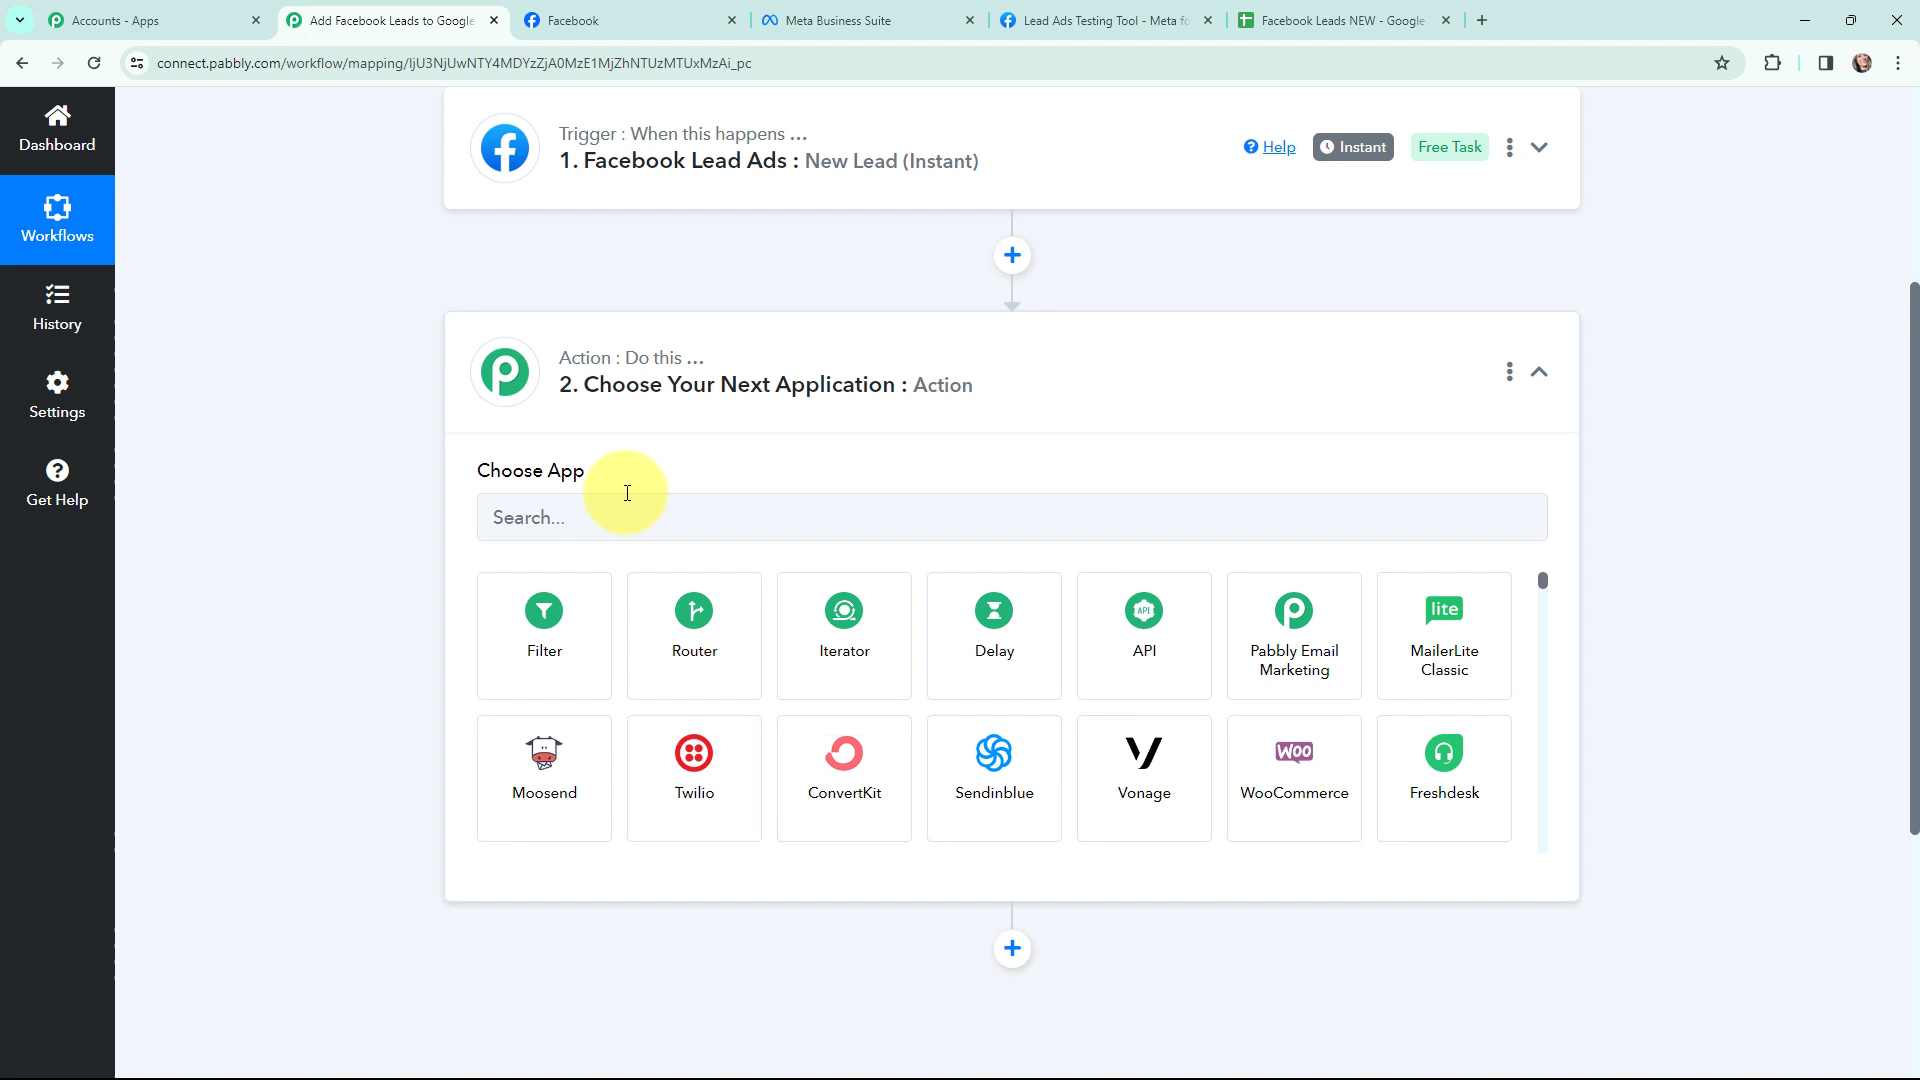 Accounts - Apps
Add Facebook Leads to Google
Facebook
Meta Business Suite
Lead Ads Testing Tool - Meta fo
Facebook Leads NEW - Google
connect.pabbly.com/workflow/mapping/IjU3NjUwNTY4MDYzZjA0MzE1MjZhNTUzMTUxMzAi_pc
Dashboard
Workflows
History
Settings
Get Help
Trigger : When this happens ...
1. Facebook Lead Ads : New Lead (Instant)
Help
Instant
Free Task
Action : Do this ...
2. Choose Your Next Application : Action
Choose App
Search...
Filter
Router
Iterator
Delay
API
API
Pabbly Email
Marketing
lite
MailerLite
Classic
Moosend
Twilio
ConvertKit
Sendinblue
Vonage
WOO
WooCommerce
Freshdesk